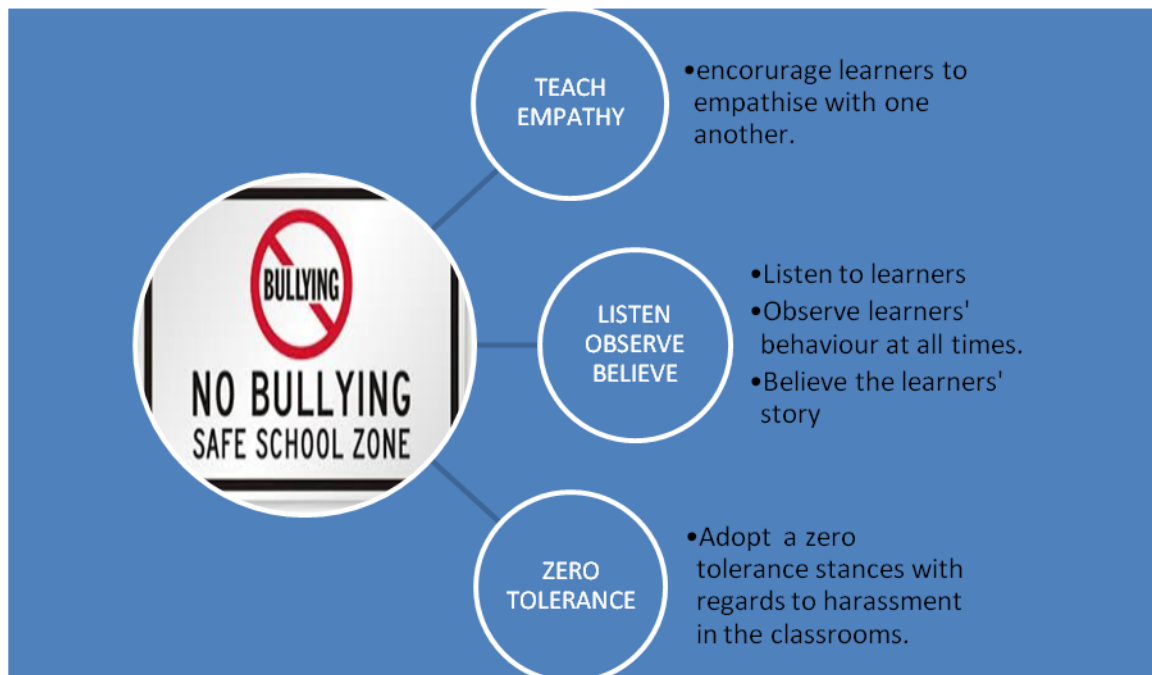 BULLYING
NO BULLYING
SAFE SCHOOL ZONE
TEACH
EMPATHY
•encorurage learners to
empathise with one
another.
LISTEN
OBSERVE
BELIEVE
•Listen to learners
•Observe learners'
behaviour at all times.
•Believe the learners'
story
ZERO
TOLERANCE
•Adopt a zero
tolerance stances with
regards to harassment
in the classrooms.